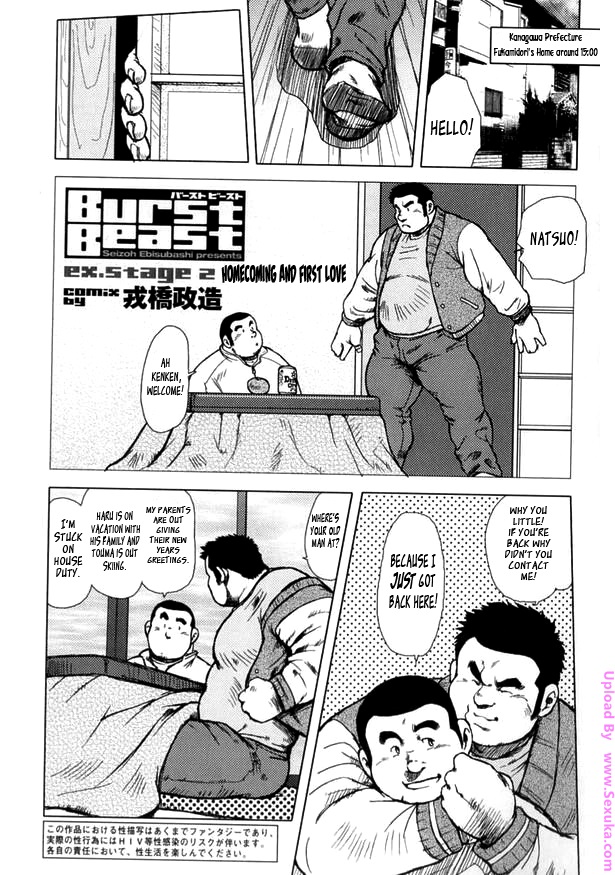 Kanagawa Prefecture
Fukamidori's Home around 15:00
HELLO!
バースト ビースト
Burst
Beast
Seizoh Ebisubashi presents
ex.stage 2 HOMECOMING AND FIRST LOVE
comix
by 戎橋政造
NATSUO!
AH
KENKEN,
WELCOME!
WHERE'S
YOUR OLD
MAN AT?
MY PARENTS
ARE OUT
GIVING
THEIR NEW
YEARS
GREETINGS.
HARU IS ON
VACATION WITH
HIS FAMILY AND
TOUMA IS OUT
SKIING.
I'M
STUCK
ON
HOUSE
DUTY.
WHY YOU
LITTLE!
IF YOU'RE
BACK WHY
DIDN'T YOU
CONTACT
ME!
BECAUSE I
JUST GOT
BACK HERE!
この作品における性描写はあくまでファンタジーであり、
実際の性行為にはHIV等性感染のリスクが伴います。
各自の責任において、性生活を楽しんでください。
Upload By www.Sexuka.com